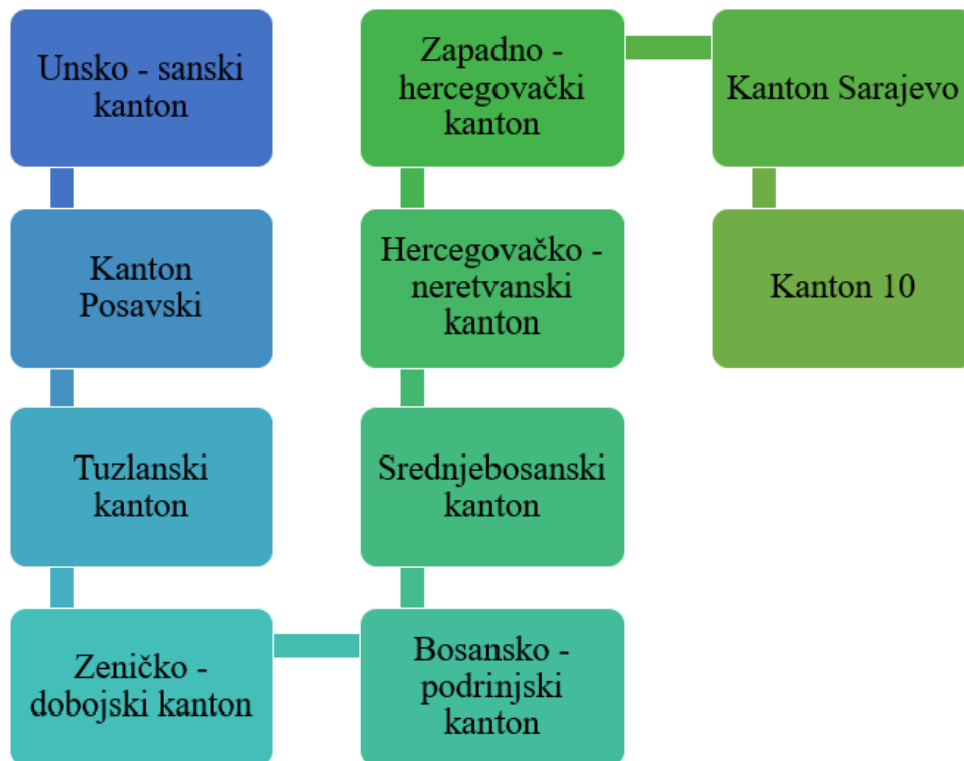 Unsko - sanski
kanton
Kanton
Posavski
Tuzlanski
kanton
Zeničko -
dobojski kanton
Bosansko -
podrinjski
kanton
Srednjebosanski
kanton
Hercegovačko -
neretvanski
kanton
Zapadno -
hercegovački
kanton
Kanton Sarajevo
Kanton 10